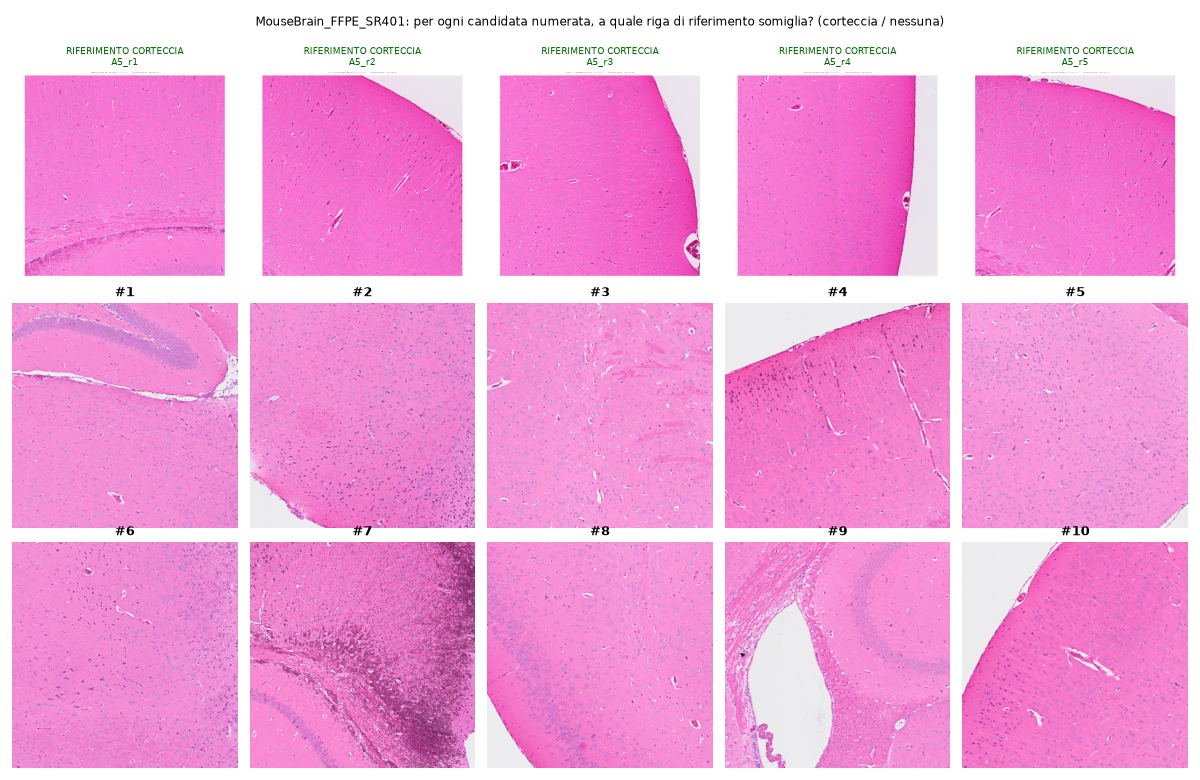 MouseBrain_FFPE_SR401: per ogni candidata numerata, a quale riga di riferimento somiglia? (corteccia / nessuna)
RIFERIMENTO CORTECCIA
A5_r1
RIFERIMENTO CORTECCIA
A5_r2
RIFERIMENTO CORTECCIA
A5_r3
RIFERIMENTO CORTECCIA
A5_r4
RIFERIMENTO CORTECCIA
A5_r5
#1
#2
#3
#4
#5
#6
#7
#8
#9
#10